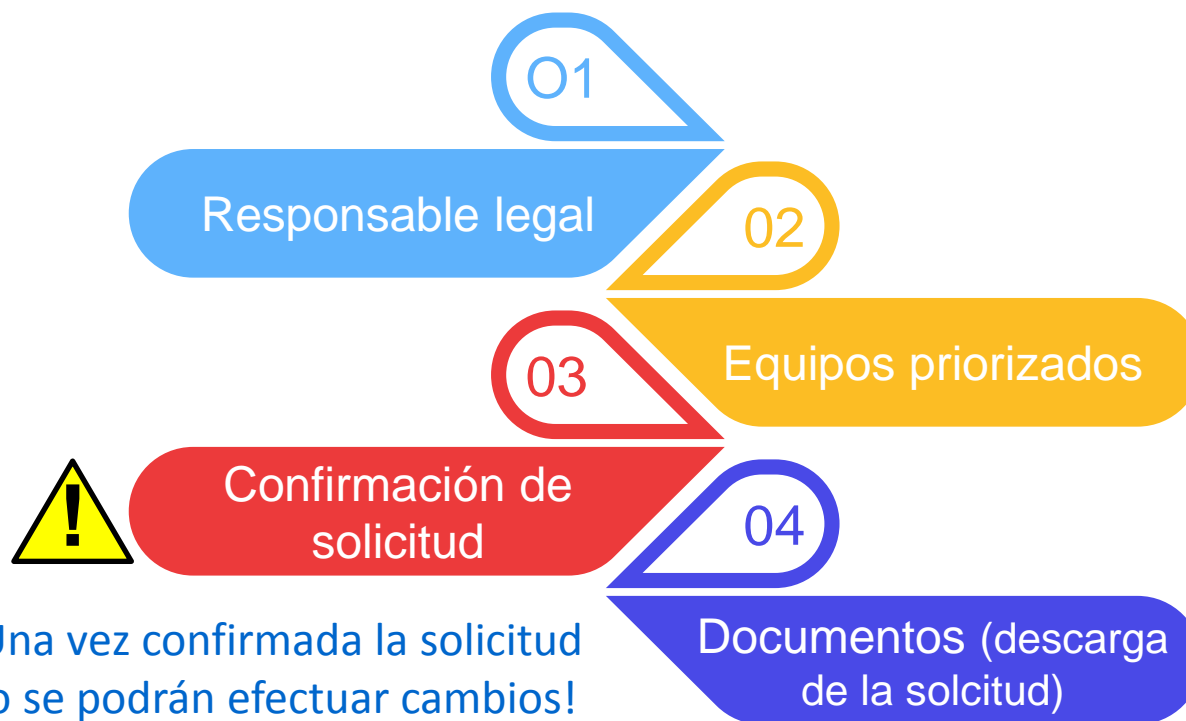 O1
Responsable legal
02
Equipos priorizados
03
Confirmación de
solicitud
!
04
Documentos (descarga
de la solcitud)
Una vez confirmada la solicitud
se podrán efectuar cambios!